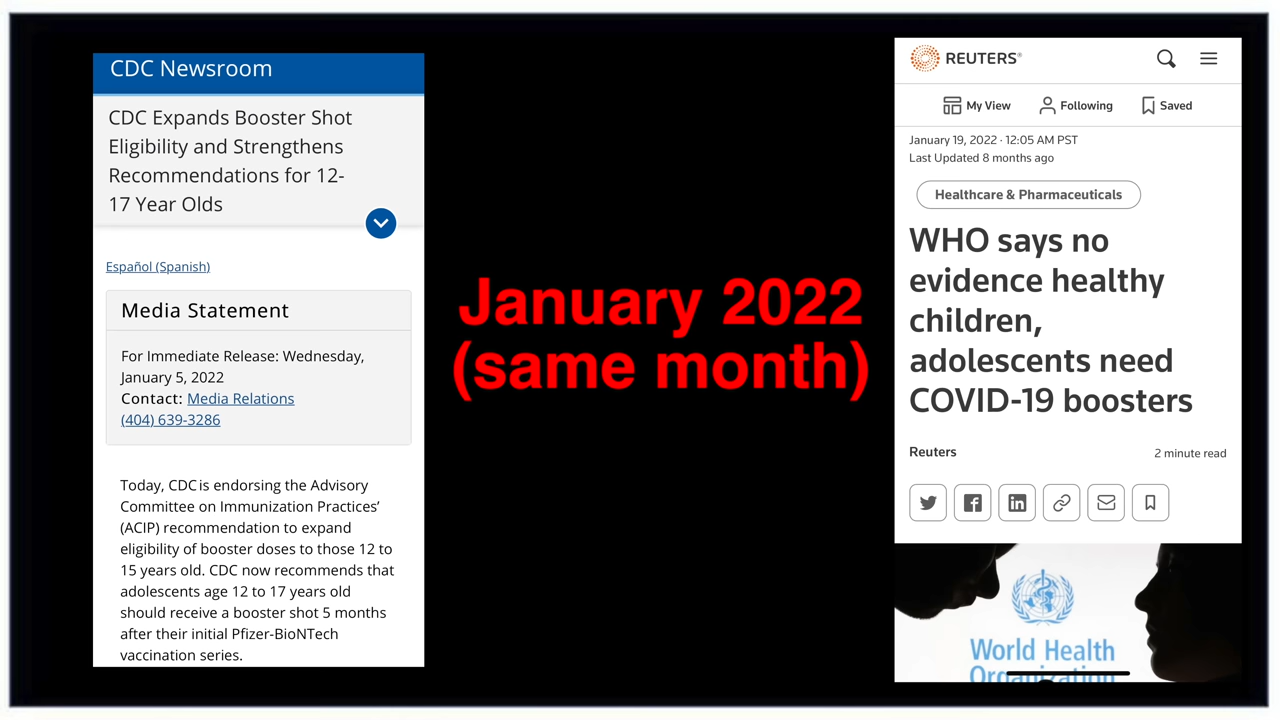 CDC Newsroom
CDC Expands Booster Shot
Eligibility and Strengthens
Recommendations for 12-
17 Year Olds
Español (Spanish)
Media Statement
For Immediate Release: Wednesday,
January 5, 2022
Contact: Media Relations
(404) 639-3286
Today, CDC is endorsing the Advisory
Committee on Immunization Practices’
(ACIP) recommendation to expand
eligibility of booster doses to those 12 to
15 years old. CDC now recommends that
adolescents age 12 to 17 years old
should receive a booster shot 5 months
after their initial Pfizer-BioNTech
vaccination series.
January 2022
(same month)
REUTERS®
My View Following Saved
January 19, 2022 · 12:05 AM PST
Last Updated 8 months ago
Healthcare & Pharmaceuticals
WHO says no
evidence healthy
children,
adolescents need
COVID-19 boosters
Reuters 2 minute read
World Health
Organization